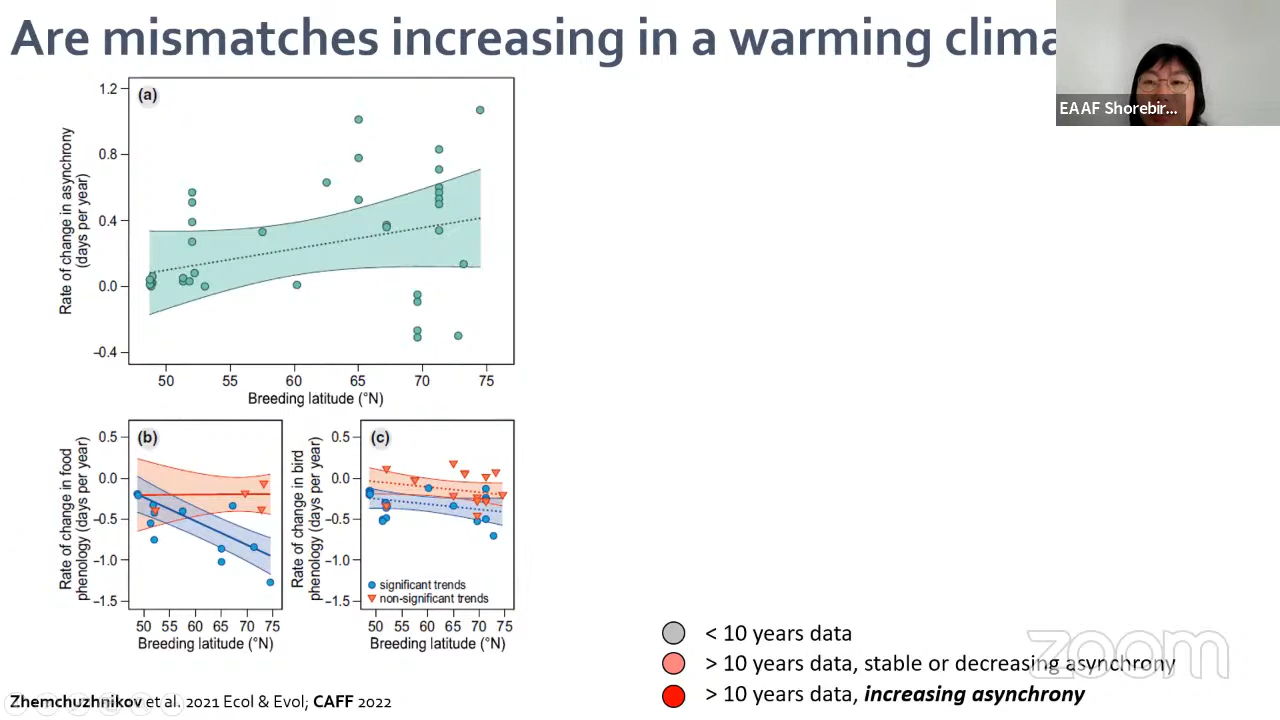 Are mismatches increasing in a warming clima
EAAF Shorebir...
(a)
Rate of change in asynchrony
(days per year)
1.2
0.8
0.4
0.0
−0.4
50 55 60 65 70 75
Breeding latitude (°N)
(b)
Rate of change in food
phenology (days per year)
0.5
0.0
−0.5
−1.0
−1.5
50 55 60 65 70 75
Breeding latitude (°N)
(c)
Rate of change in bird
phenology (days per year)
0.5
0.0
−0.5
−1.0
−1.5
significant trends
non-significant trends
50 55 60 65 70 75
Breeding latitude (°N)
< 10 years data
> 10 years data, stable or decreasing asynchrony
> 10 years data, increasing asynchrony
zoom
Zhemchuzhnikov et al. 2021 Ecol & Evol; CAFF 2022